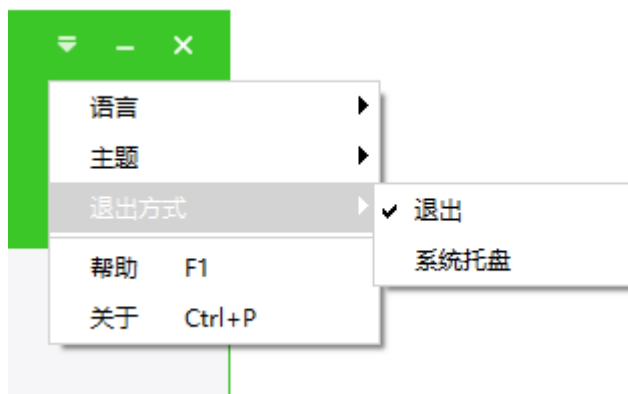 语言
主题
退出方式
退出
系统托盘
帮助 F1
关于 Ctrl+P